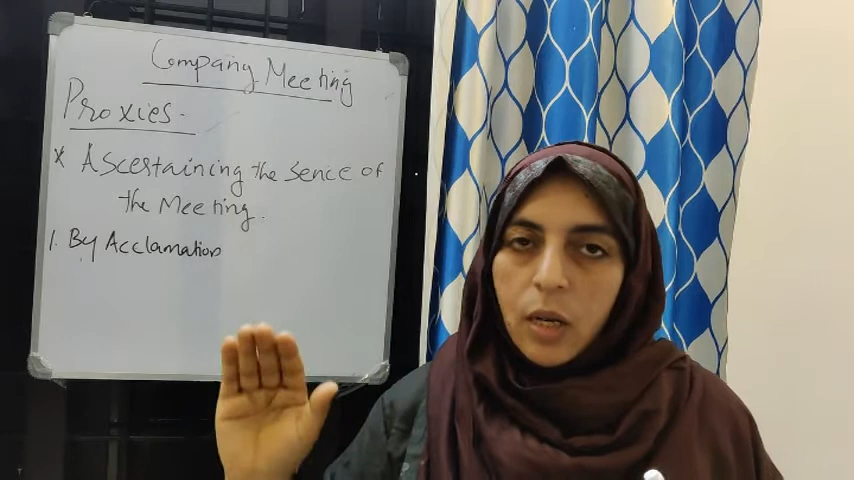 Company Meeting
Proxies-
x Ascertaining the Sence of
the Meeting.
1. By Acclamation